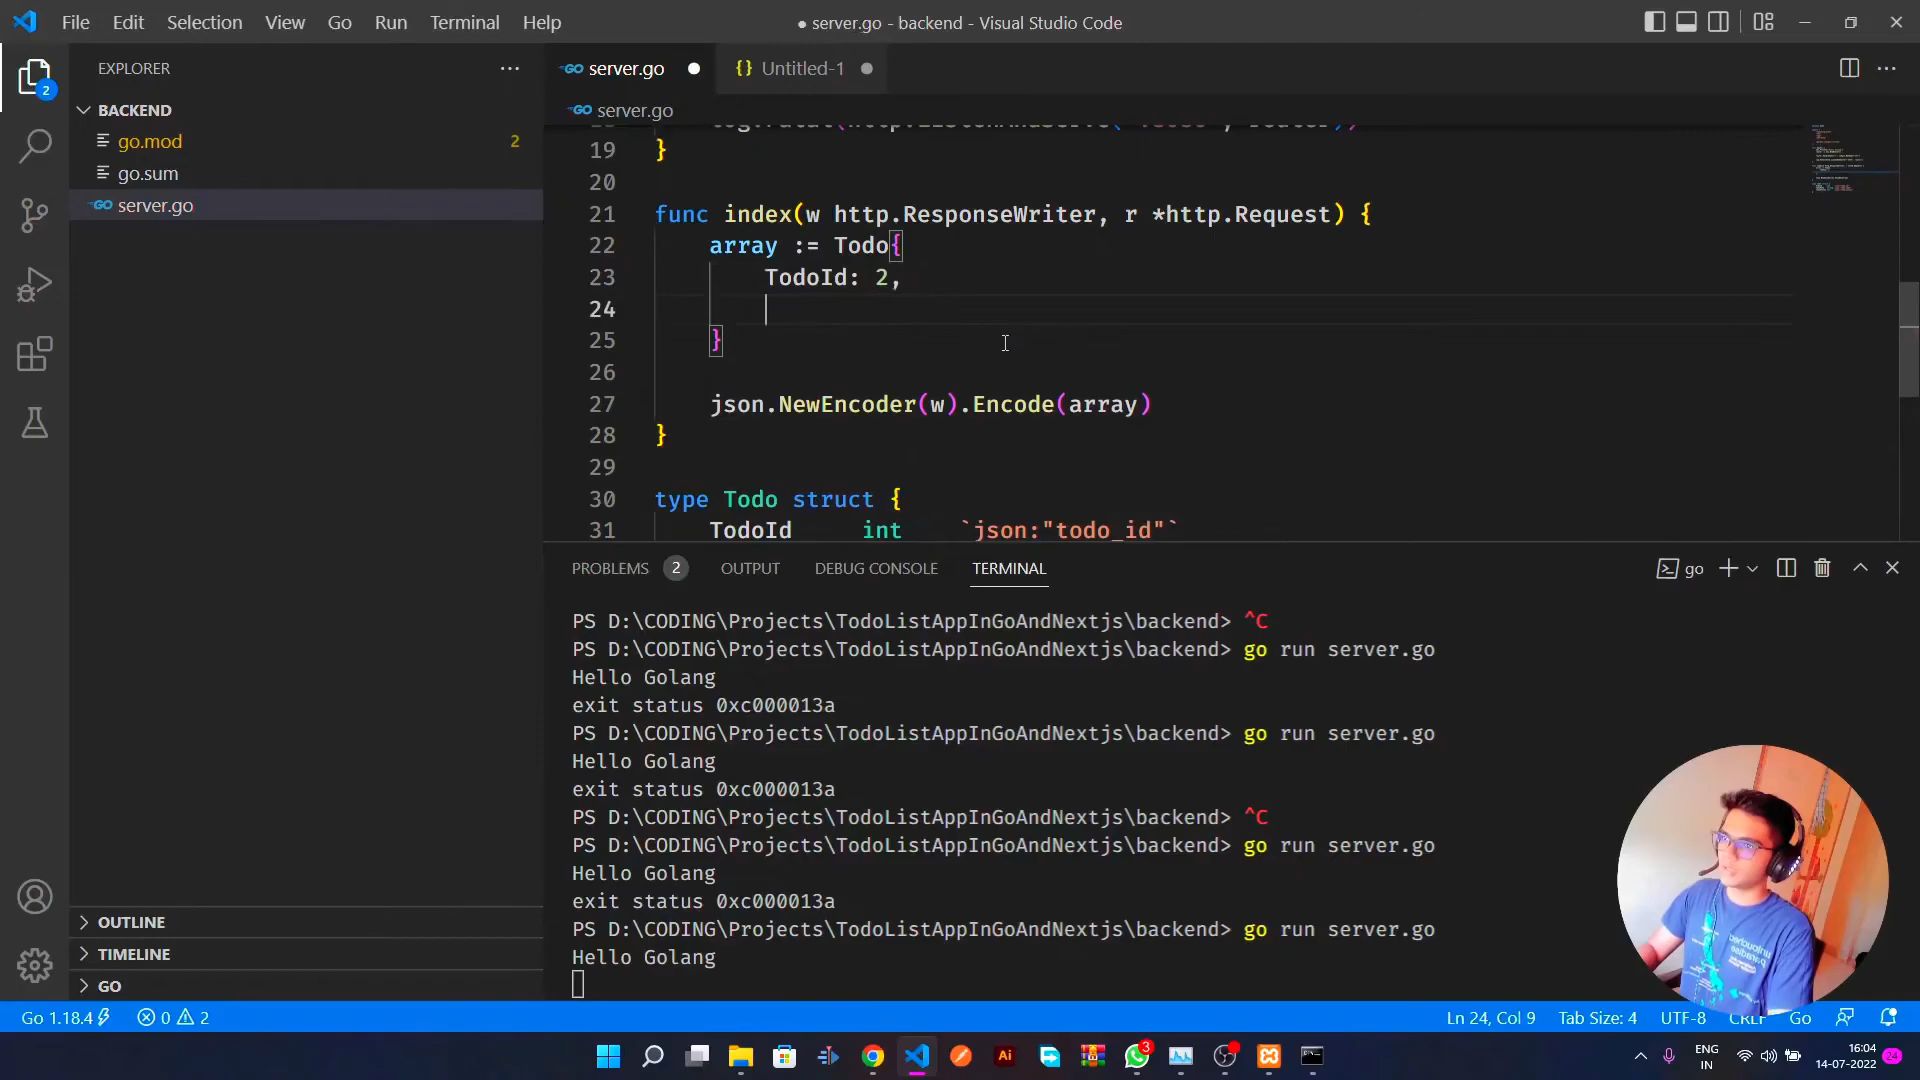 File Edit Selection View Go Run Terminal Help
● server.go - backend - Visual Studio Code
EXPLORER
BACKEND
go.mod 2
go.sum
server.go
OUTLINE
TIMELINE
GO
2
server.go
{} Untitled-1
server.go
19 }
20
21 func index(w http.ResponseWriter, r *http.Request) {
22 array := Todo{
23 TodoId: 2,
24
25 }
26
27 json.NewEncoder(w).Encode(array)
28 }
29
30 type Todo struct {
31 TodoId int `json:"todo_id"`
PROBLEMS 2 OUTPUT DEBUG CONSOLE TERMINAL
go
PS D:\CODING\Projects\TodoListAppInGoAndNextjs\backend> ^C
PS D:\CODING\Projects\TodoListAppInGoAndNextjs\backend> go run server.go
Hello Golang
exit status 0xc000013a
PS D:\CODING\Projects\TodoListAppInGoAndNextjs\backend> go run server.go
Hello Golang
exit status 0xc000013a
PS D:\CODING\Projects\TodoListAppInGoAndNextjs\backend> ^C
PS D:\CODING\Projects\TodoListAppInGoAndNextjs\backend> go run server.go
Hello Golang
exit status 0xc000013a
PS D:\CODING\Projects\TodoListAppInGoAndNextjs\backend> go run server.go
Hello Golang
Go 1.18.4 0 2
Ln 24, Col 9 Tab Size: 4 UTF-8 CRLF Go
Ai
3
ENG
IN
16:04
14-07-2022
24